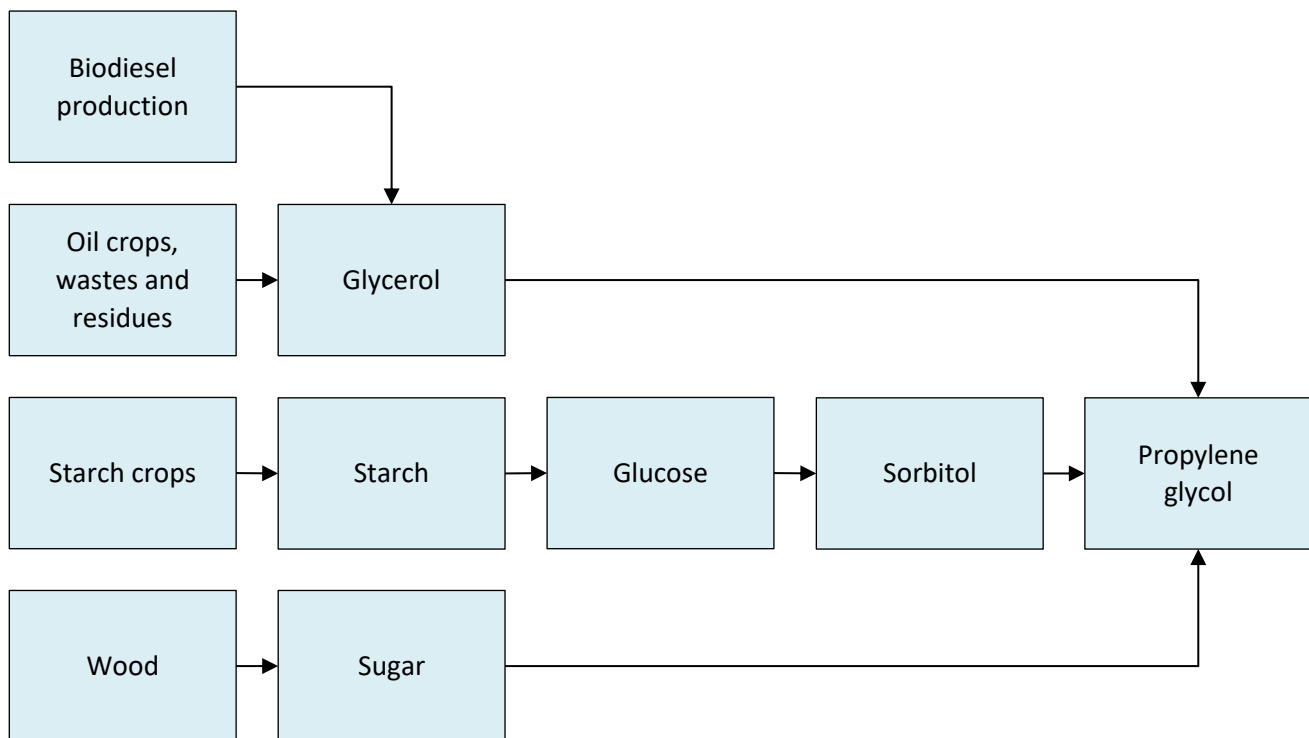 Biodiesel
production
Oil crops,
wastes and
residues
Glycerol
Starch crops
Starch
Glucose
Sorbitol
Propylene
glycol
Wood
Sugar